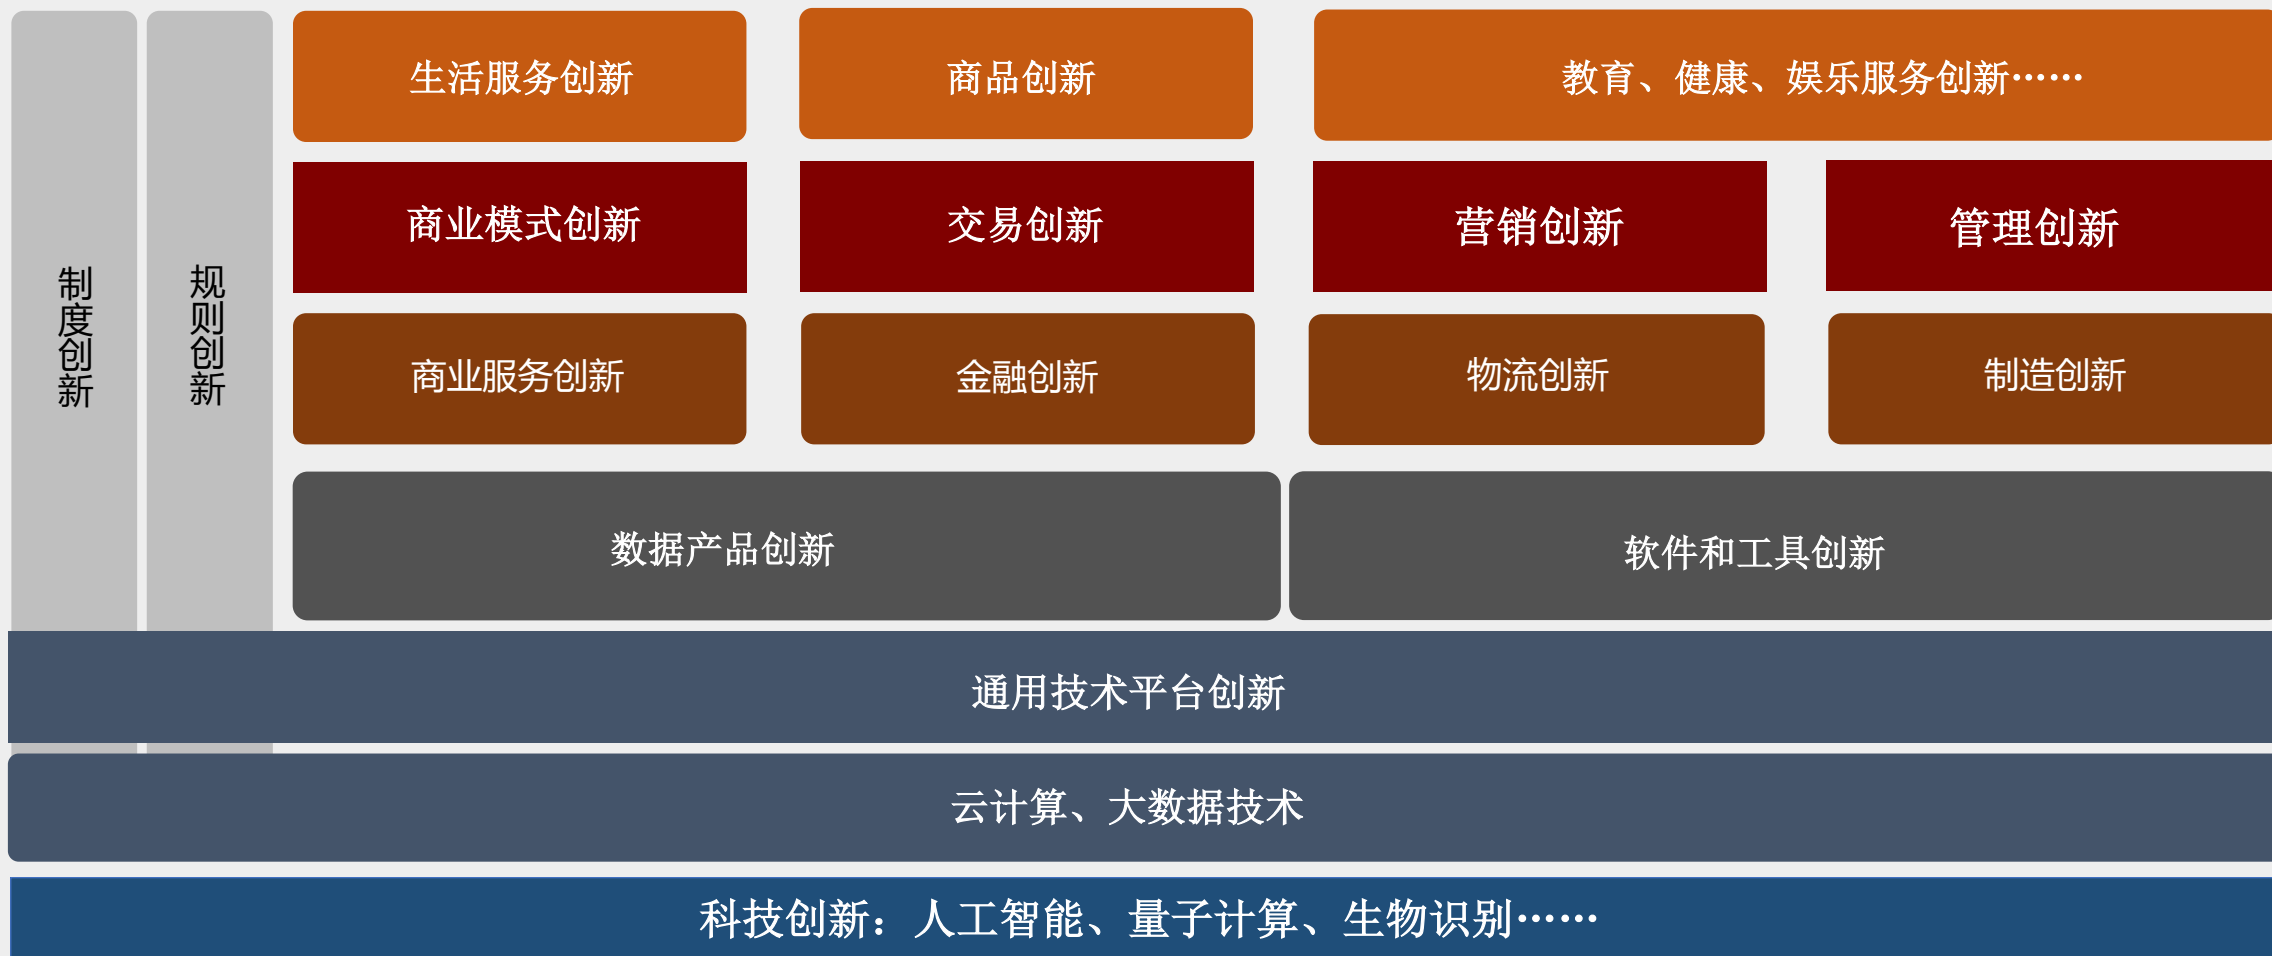 制度创新
规则创新
生活服务创新
商品创新
教育、健康、娱乐服务创新……
商业模式创新
交易创新
营销创新
管理创新
商业服务创新
金融创新
物流创新
制造创新
数据产品创新
软件和工具创新
通用技术平台创新
云计算、大数据技术
科技创新：人工智能、量子计算、生物识别……